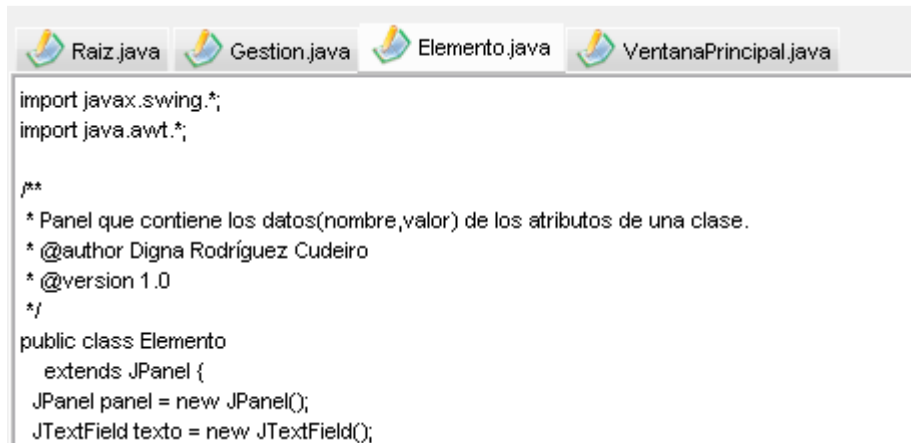 Raiz.java Gestion.java Elemento.java VentanaPrincipal.java
import javax.swing.*;
import java.awt.*;
/**
* Panel que contiene los datos(nombre,valor) de los atributos de una clase.
* @author Digna Rodríguez Cudeiro
* @version 1.0
*/
public class Elemento
extends JPanel {
JPanel panel = new JPanel();
JTextField texto = new JTextField();